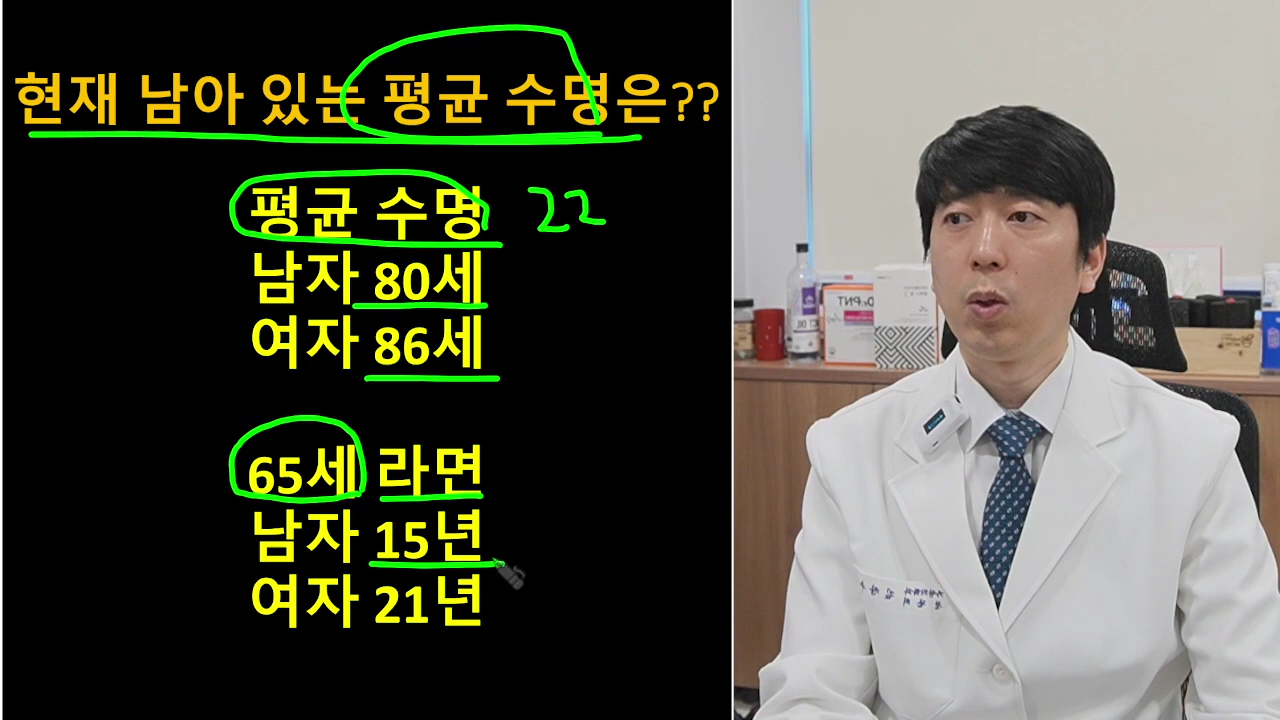 현재 남아 있는 평균 수명은??
평균 수명 22
남자 80세
여자 86세
65세 라면
남자 15년
여자 21년
Dr.PNT